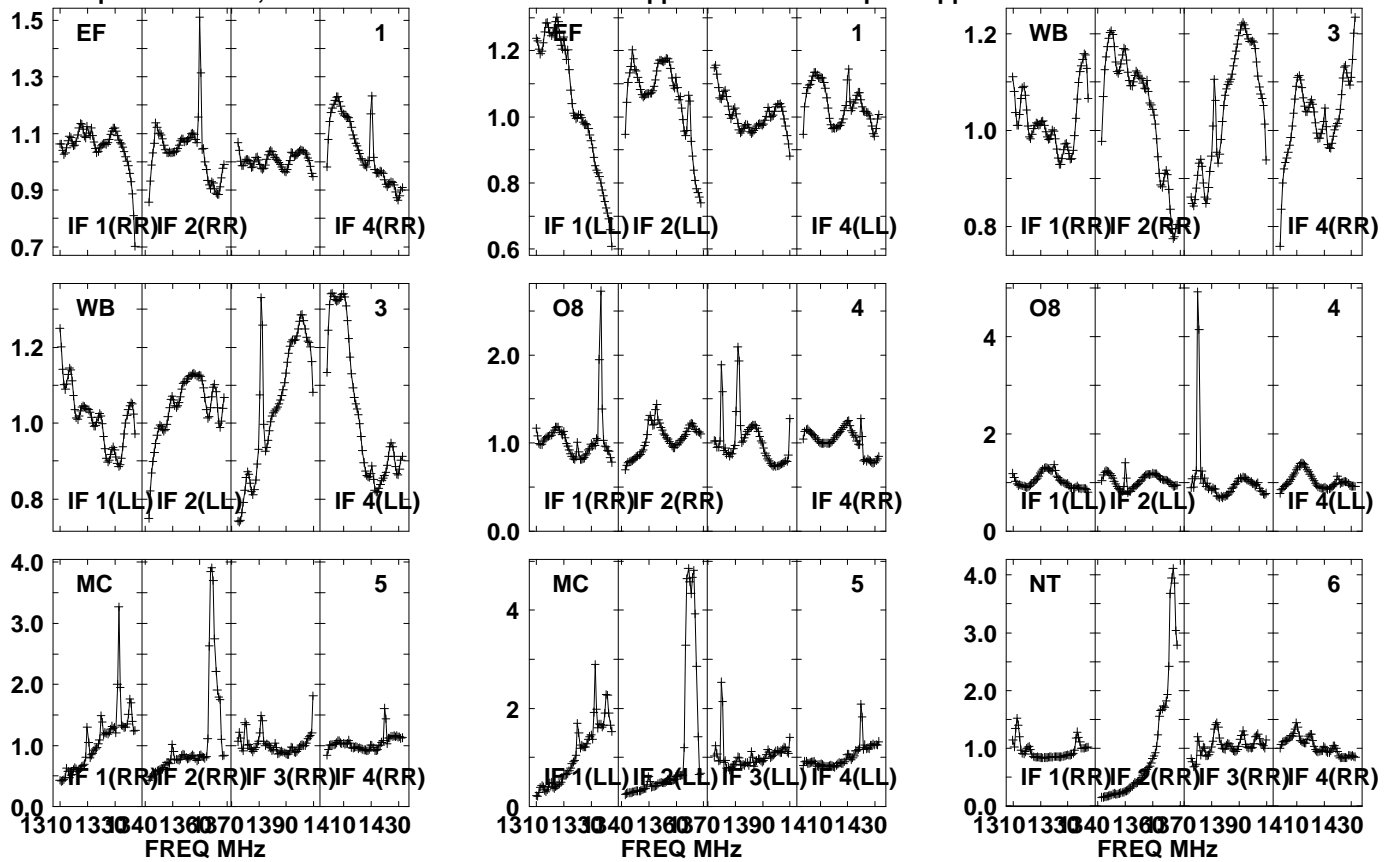 EF 1
1.5
1.3
1.1
0.9
0.7
IF 1(RR) IF 2(RR) IF 4(RR)
EF 1
1.2
1.0
0.8
0.6
IF 1(LL) IF 2(LL) IF 4(LL)
WB 3
1.2
1.0
0.8
IF 1(RR) IF 2(RR) IF 4(RR)
WB 3
1.2
1.0
0.8
IF 1(LL) IF 2(LL) IF 4(LL)
O8 4
2.0
1.0
0.0
IF 1(RR) IF 2(RR) IF 4(RR)
O8 4
4
2
0
IF 1(LL) IF 2(LL) IF 4(LL)
MC 5
4.0
3.0
2.0
1.0
0.0
IF 1(RR) IF 2(RR) IF 3(RR) IF 4(RR)
1310 1330 1340 1360 1370 1390 1410 1430
FREQ MHz
MC 5
4
2
0
IF 1(LL) IF 2(LL) IF 3(LL) IF 4(LL)
1310 1330 1340 1360 1370 1390 1410 1430
FREQ MHz
NT 6
4.0
3.0
2.0
1.0
0.0
IF 1(RR) IF 2(RR) IF 3(RR) IF 4(RR)
1310 1330 1340 1360 1370 1390 1410 1430
FREQ MHz